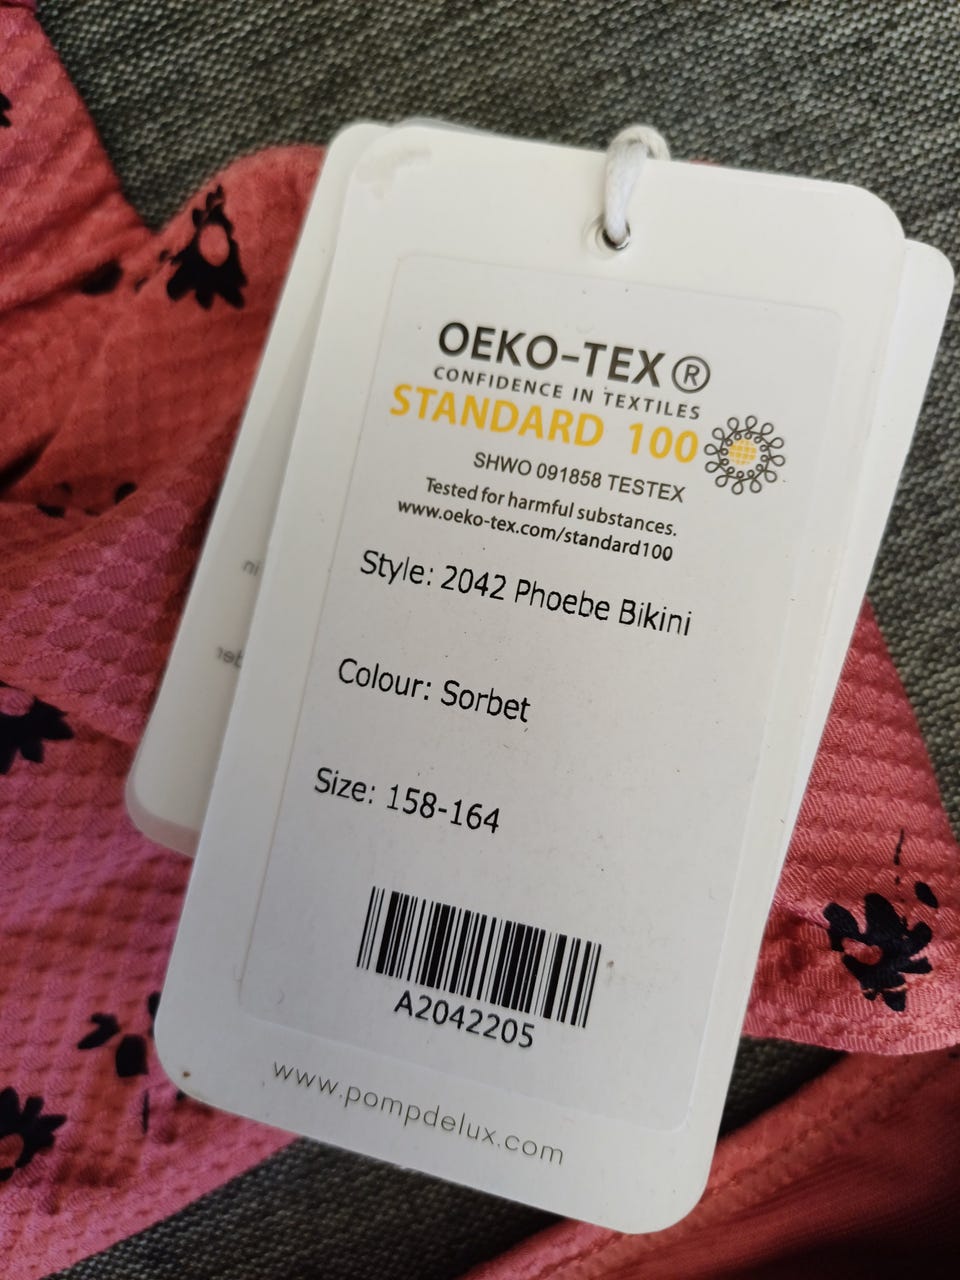 OEKO-TEX®
CONFIDENCE IN TEXTILES
STANDARD 100
SHWO 091858 TESTEX
Tested for harmful substances.
www.oeko-tex.com/standard100
Style: 2042 Phoebe Bikini
Colour: Sorbet
Size: 158-164
A2042205
www.pompdelux.com